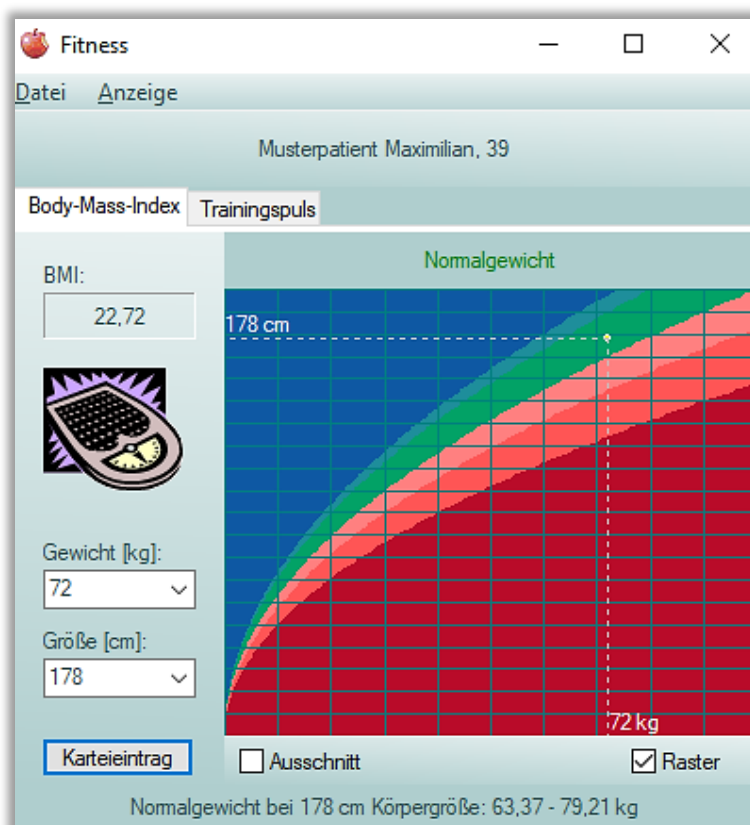 Fitness
Datei Anzeige
Musterpatient Maximilian, 39
Body-Mass-Index Trainingspuls
Normalgewicht
BMI:
22,72
178 cm
Gewicht [kg]:
72
Größe [cm]:
178
72 kg
Karteieintrag
Ausschnitt
Raster
Normalgewicht bei 178 cm Körpergröße: 63,37 - 79,21 kg